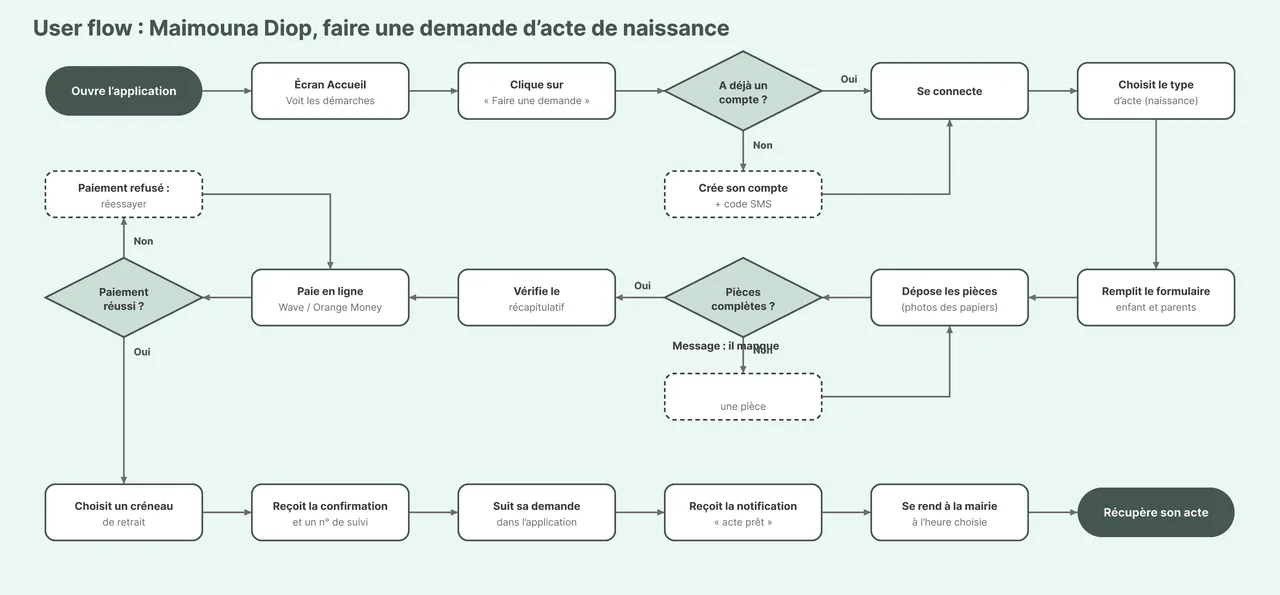 User flow : Maimouna Diop, faire une demande d’acte de naissance
Ouvre l’application
Écran Accueil
Voit les démarches
Clique sur
« Faire une demande »
A déjà un
compte ?
Oui
Se connecte
Choisit le type
d’acte (naissance)
Non
Crée son compte
+ code SMS
Paiement refusé :
réessayer
Non
Paiement
réussi ?
Oui
Paie en ligne
Wave / Orange Money
Vérifie le
récapitulatif
Oui
Pièces
complètes ?
Dépose les pièces
(photos des papiers)
Remplit le formulaire
enfant et parents
Message : il manque
Non
une pièce
Choisit un créneau
de retrait
Reçoit la confirmation
et un n° de suivi
Suit sa demande
dans l’application
Reçoit la notification
« acte prêt »
Se rend à la mairie
à l’heure choisie
Récupère son acte